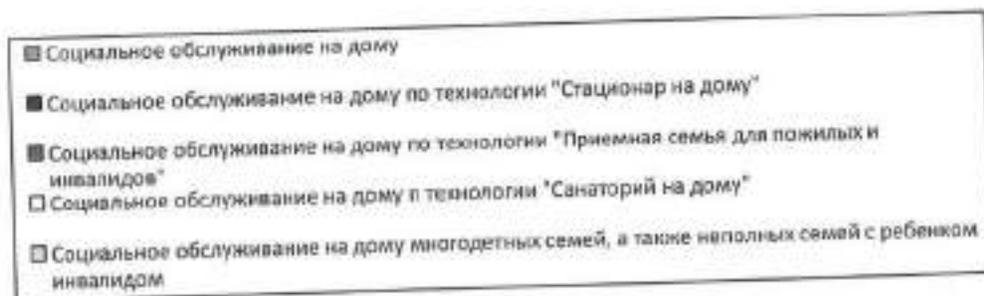 Социальное обслуживание на дому
Социальное обслуживание на дому по технологии "Стационар на дому"
Социальное обслуживание на дому по технологии "Приемная семья для пожилых и
инвалидов"
Социальное обслуживание на дому п технологии "Санаторий на дому"
Социальное обслуживание на дому многодетных семей, а также неполных семей с ребенком
инвалидом